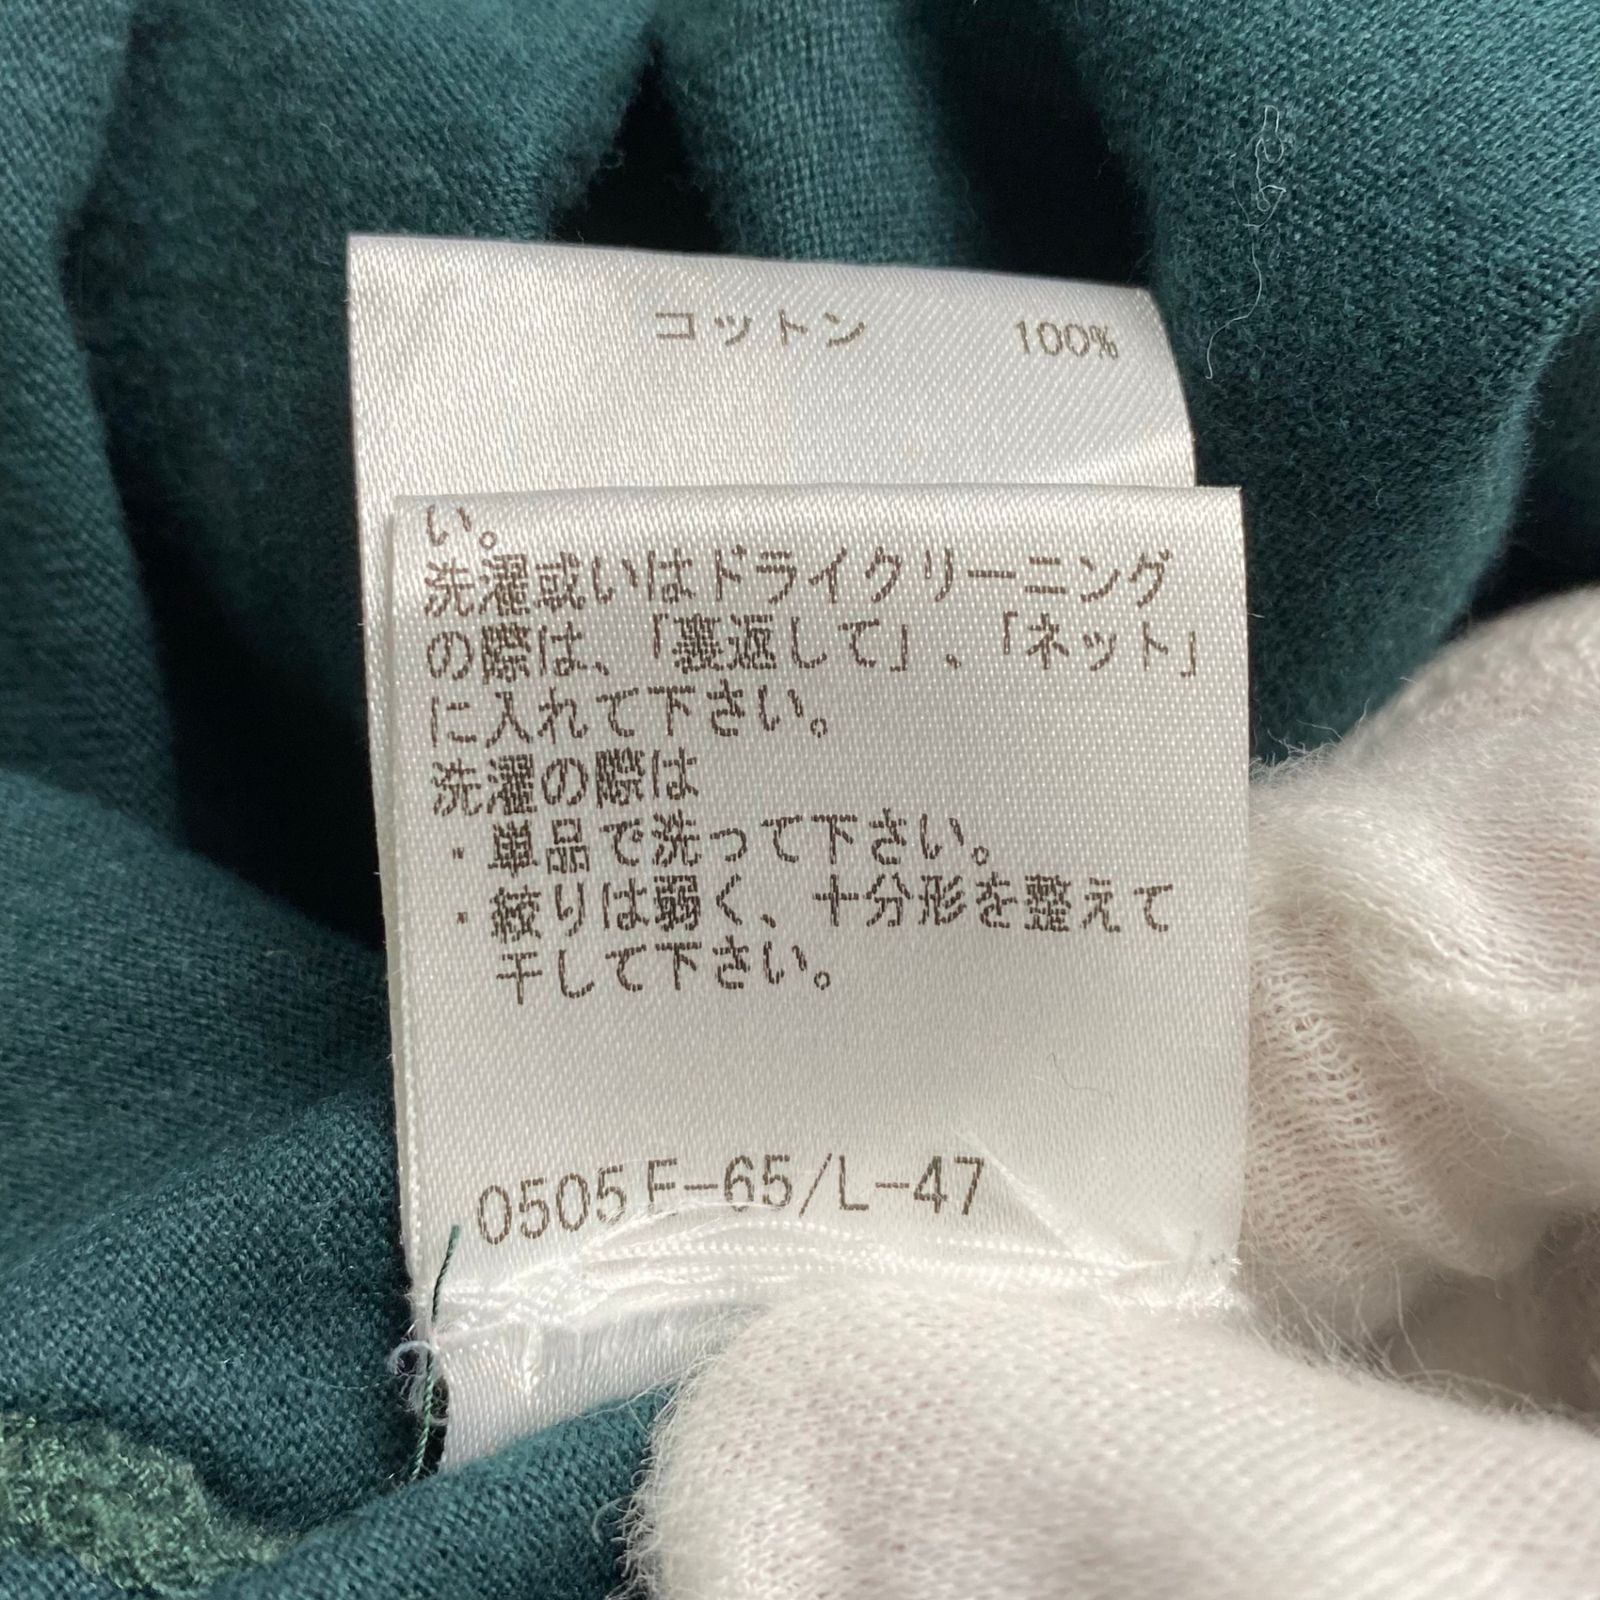 コットン 100%
い。
洗濯或いはドライクリーニング
の際は、「裏返して」、「ネット」
に入れて下さい。
洗濯の際は
・単品で洗って下さい。
・絞りは弱く、十分形を整えて
干して下さい。
0505 F-65/L-47